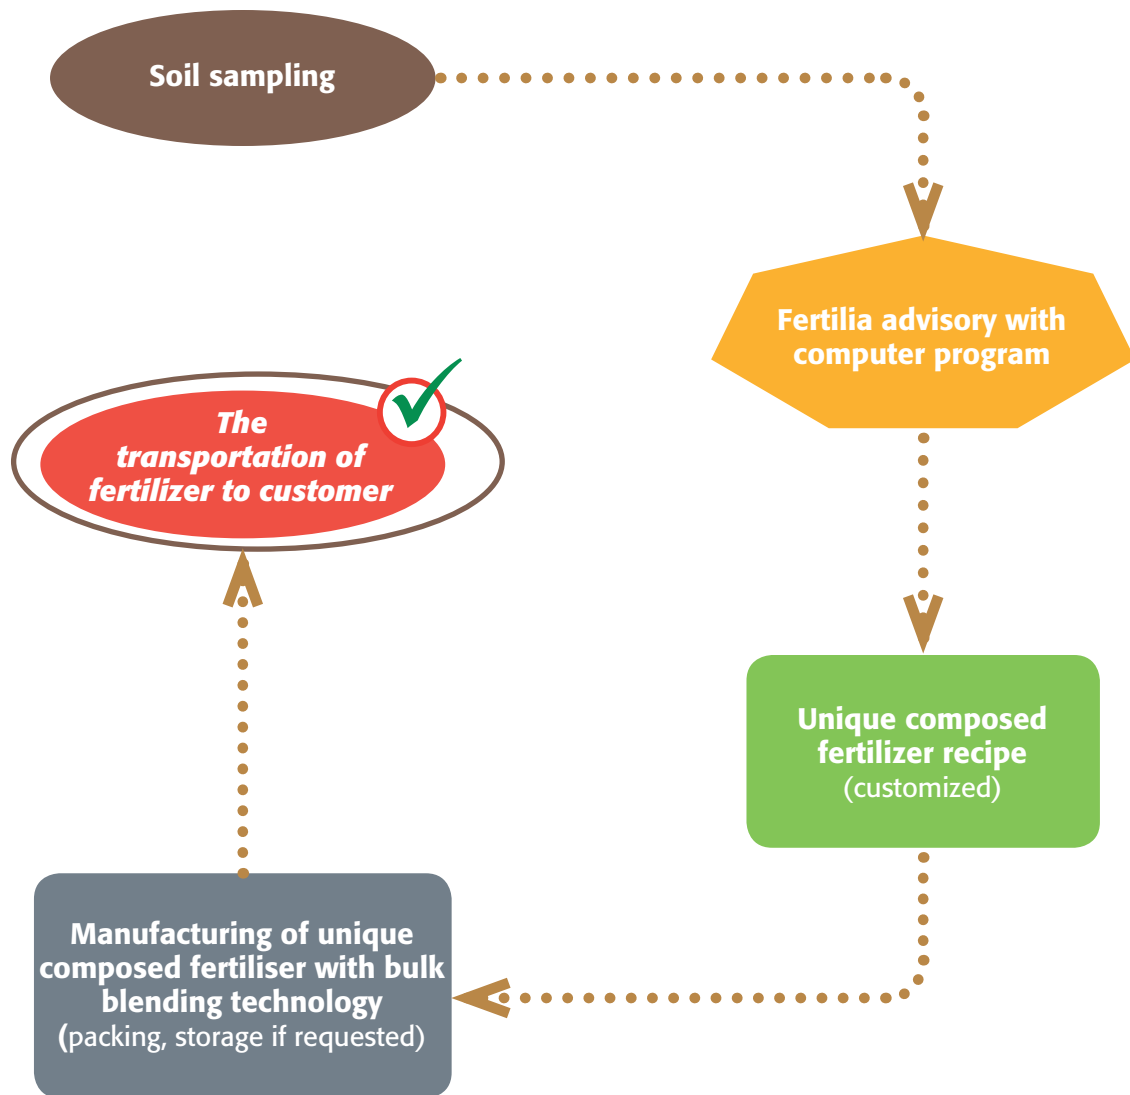 Soil sampling
Fertilia advisory with
computer program
The
transportation of
fertilizer to customer
Unique composed
fertilizer recipe
(customized)
Manufacturing of unique
composed fertiliser with bulk
blending technology
(packing, storage if requested)